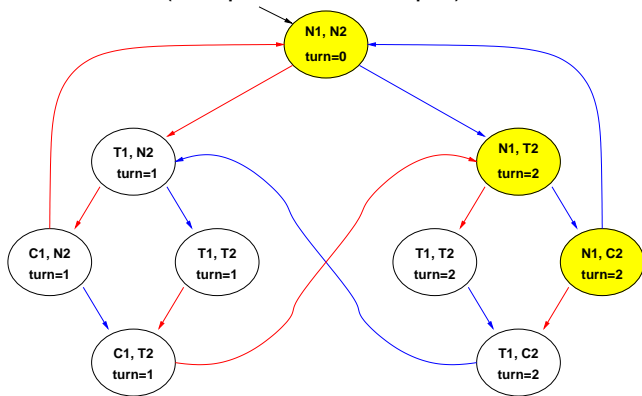 N1, N2
turn=0
T1, N2
turn=1
N1, T2
turn=2
C1, N2
turn=1
T1, T2
turn=1
T1, T2
turn=2
N1, C2
turn=2
C1, T2
turn=1
T1, C2
turn=2